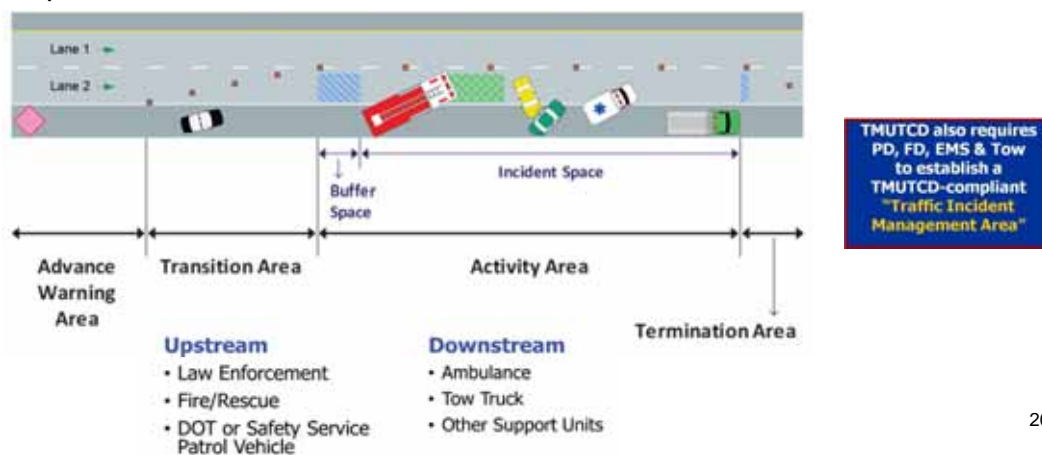 Lane 1
Lane 2
TMUTCD also requires
PD, FD, EMS & Tow
to establish a
TMUTCD-compliant
"Traffic Incident
Management Area"
Buffer
Space
Incident Space
Advance
Warning
Area
Transition Area
Activity Area
Termination Area
Upstream
• Law Enforcement
• Fire/Rescue
• DOT or Safety Service
Patrol Vehicle
Downstream
• Ambulance
• Tow Truck
• Other Support Units